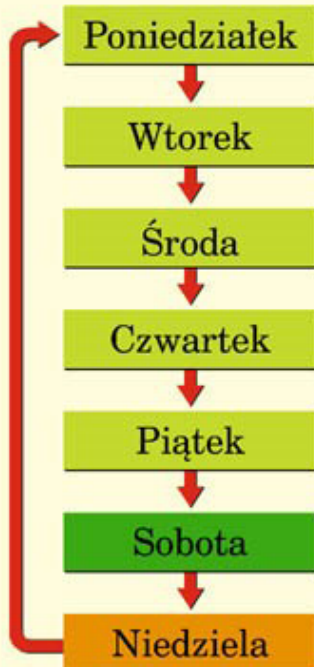 Poniedziałek
Wtorek
Środa
Czwartek
Piątek
Sobota
Niedziela